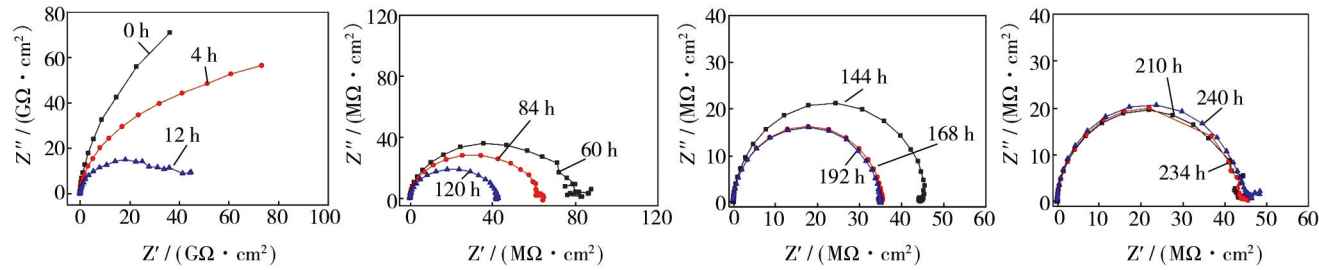 80
60
40
20
0
Z″ / (GΩ · cm²)
0 h
4 h
12 h
0 20 40 60 80 100
Z′ / (GΩ · cm²)
120
80
40
0
Z″ / (MΩ · cm²)
84 h
60 h
120 h
0 40 80 120
Z′ / (MΩ · cm²)
40
30
20
10
0
Z″ / (MΩ · cm²)
144 h
168 h
192 h
0 10 20 30 40 50 60
Z′ / (MΩ · cm²)
40
30
20
10
0
Z″ / (MΩ · cm²)
210 h
240 h
234 h
0 10 20 30 40 50 60
Z′ / (MΩ · cm²)